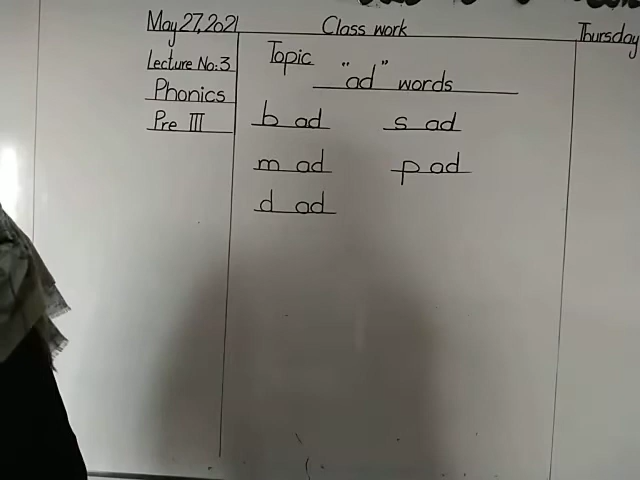 May 27, 2021 Class work Thursday
Lecture No:3
Phonics
Pre III
Topic
"ad" words
b ad s ad
m ad p ad
d ad